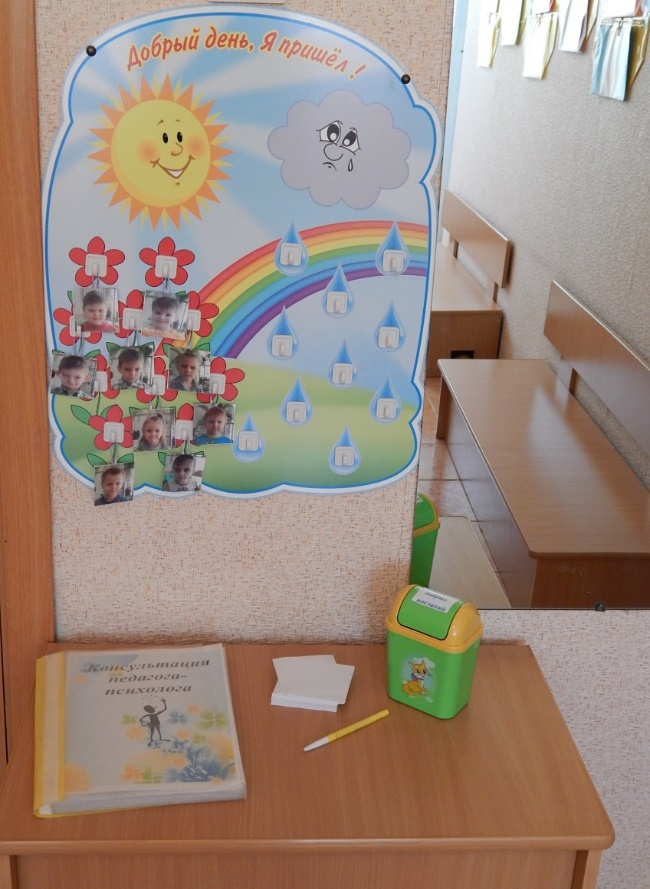 Добрый день, Я пришёл !
Консультации
педагога-
психолога